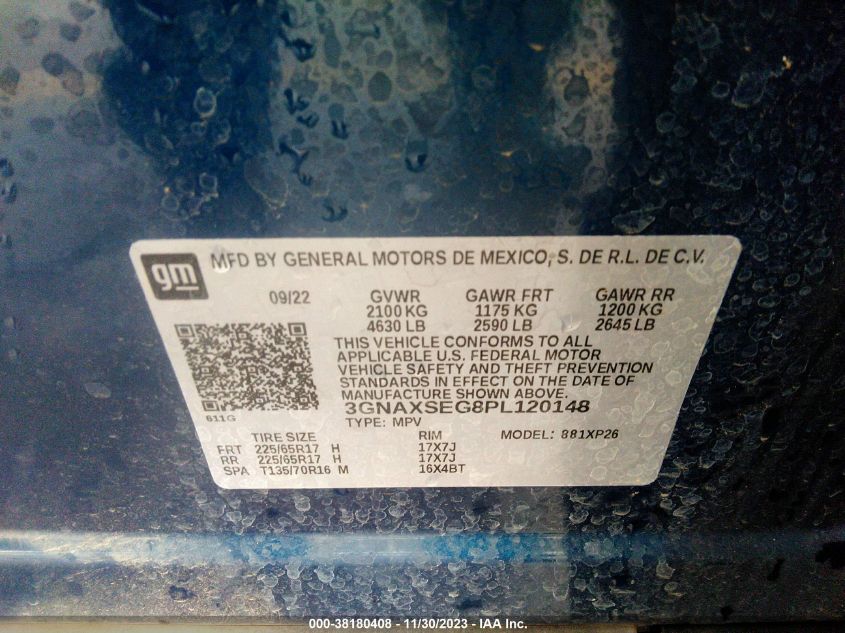 gm MFD BY GENERAL MOTORS DE MEXICO, S. DE R.L. DE C.V.
09/22 GVWR GAWR FRT GAWR RR
2100 KG 1175 KG 1200 KG
4630 LB 2590 LB 2645 LB
THIS VEHICLE CONFORMS TO ALL
APPLICABLE U.S. FEDERAL MOTOR
VEHICLE SAFETY AND THEFT PREVENTION
STANDARDS IN EFFECT ON THE DATE OF
MANUFACTURE SHOWN ABOVE.
611G 3GNAXSEG8PL120148
TYPE: MPV MODEL: 881XP26
TIRE SIZE RIM
FRT 225/65R17 H 17X7J
RR 225/65R17 H 17X7J
SPA T135/70R16 M 16X4BT
000-38180408 - 11/30/2023 - IAA Inc.